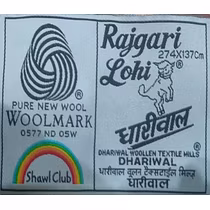 PURE NEW WOOL
WOOLMARK
0577 ND 05W
Shawl Club
Rajgari
Lohi ®
274X137Cm
धारीवाल
DHARIWAL WOOLLEN TEXTILE MILLS
DHARIWAL
धारीवाल वूलन टेक्सटाईल मिल्ज़
धारीवाल